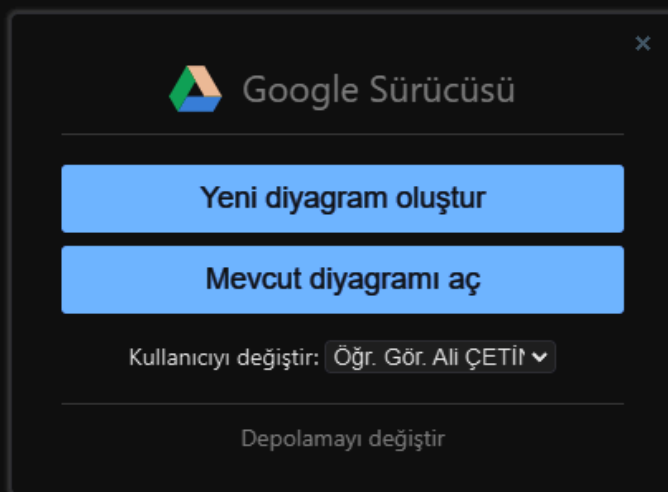 ×
Google Sürücüsü
Yeni diyagram oluştur
Mevcut diyagramı aç
Kullanıcıyı değiştir: Öğr. Gör. Ali ÇETİN
Depolamayı değiştir